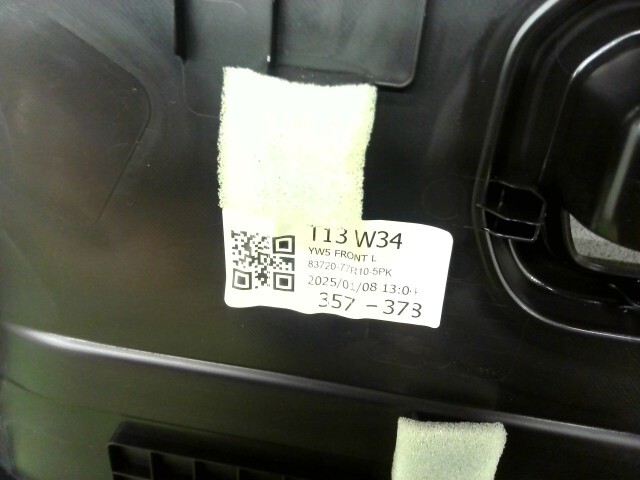 T13 W34
YW5 FRONT L
83720-77R10-5PK
2025/01/08 13:04
357-373